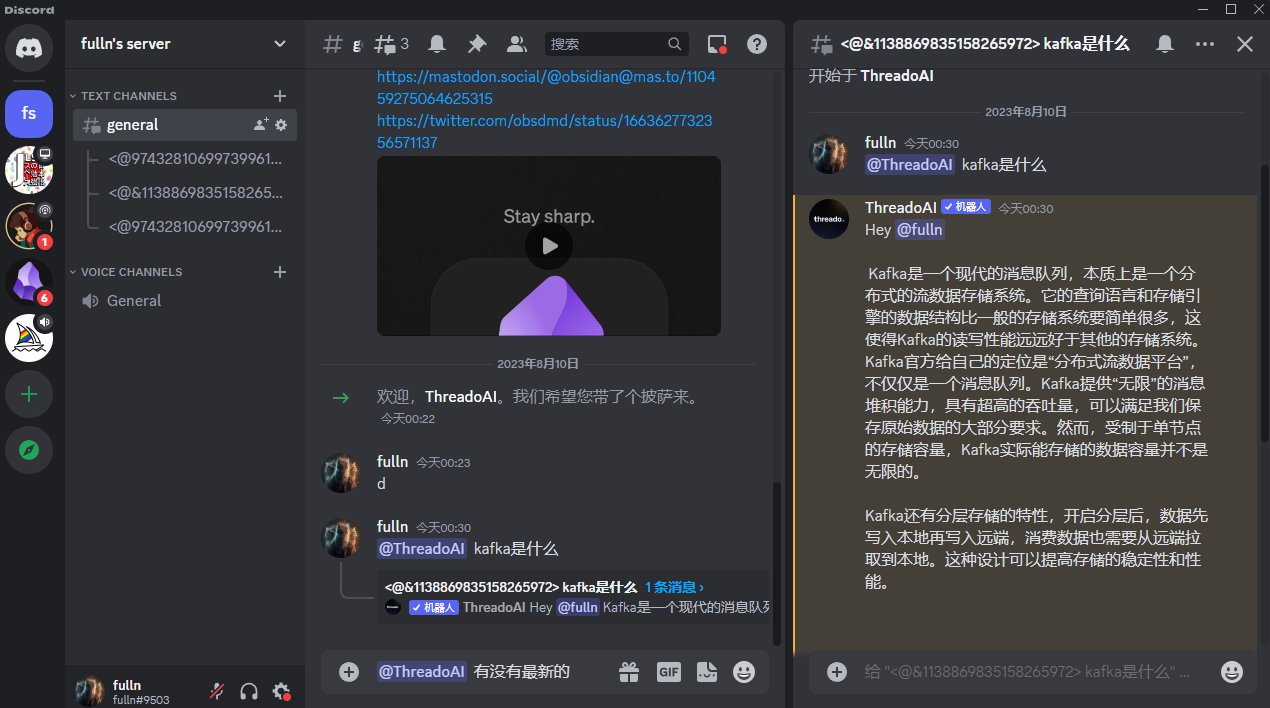 Discord
fulln's server
TEXT CHANNELS
general
<@97432810699739961...
<@&1138869835158265...
<@97432810699739961...
VOICE CHANNELS
General
fs
1
6
fulln
fulln#9503
g
3
搜索
https://mastodon.social/@obsidian@mas.to/1104
59275064625315
https://twitter.com/obsdmd/status/16636277323
56571137
Stay sharp.
2023年8月10日
欢迎，ThreadoAI。我们希望您带了个披萨来。
今天00:22
fulln 今天00:23
d
fulln 今天00:30
@ThreadoAI kafka是什么
<@&1138869835158265972> kafka是什么 1 条消息 ›
✓ 机器人 ThreadoAI Hey @fulln Kafka是一个现代的消息队列
@ThreadoAI 有没有最新的
GIF
<@&1138869835158265972> kafka是什么
开始于 ThreadoAI
2023年8月10日
fulln 今天00:30
@ThreadoAI kafka是什么
threado.
ThreadoAI ✓ 机器人 今天00:30
Hey @fulln
Kafka是一个现代的消息队列，本质上是一个分
布式的流数据存储系统。它的查询语言和存储引
擎的数据结构比一般的存储系统要简单很多，这
使得Kafka的读写性能远远好于其他的存储系统。
Kafka官方给自己的定位是“分布式流数据平台”，
不仅仅是一个消息队列。Kafka提供“无限”的消息
堆积能力，具有超高的吞吐量，可以满足我们保
存原始数据的大部分要求。然而，受制于单节点
的存储容量，Kafka实际能存储的数据容量并不是
无限的。
Kafka还有分层存储的特性，开启分层后，数据先
写入本地再写入远端，消费数据也需要从远端拉
取到本地。这种设计可以提高存储的稳定性和性
能。
给 "<@&1138869835158265972> kafka是什么" ...